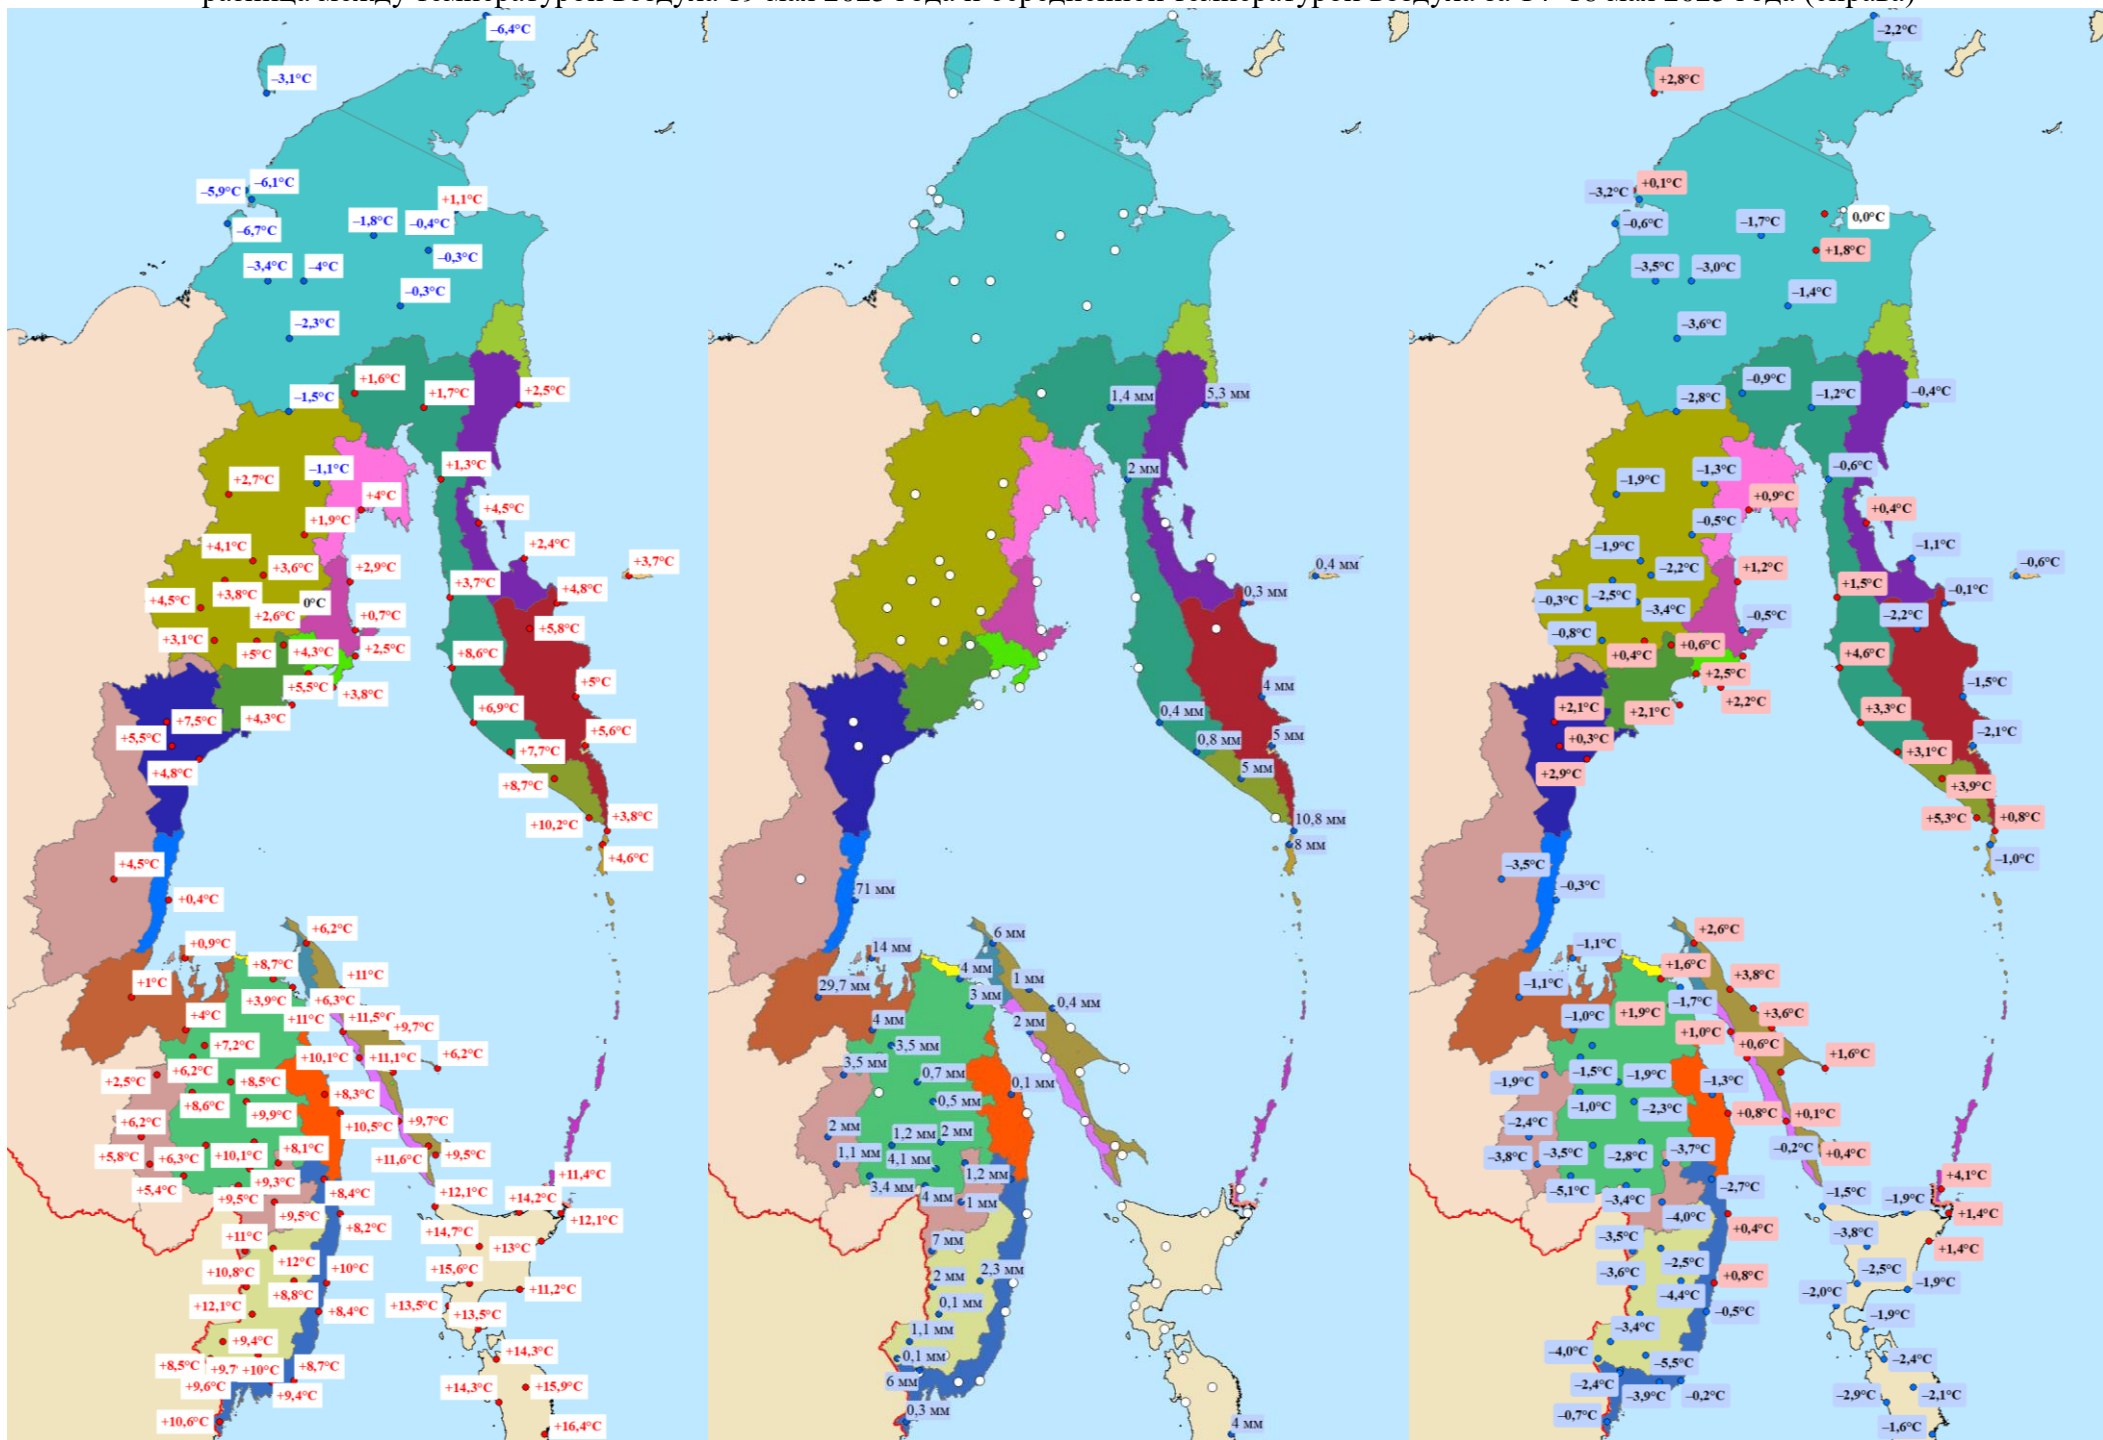 разница между температурой воздуха 19 мая 2023 года и осредненной температурой воздуха за 14–18 мая 2023 года (справа)
–6,4°C
–3,1°C
–6,1°C
–5,9°C
+1,1°C
–1,8°C
–0,4°C
–6,7°C
–0,3°C
–3,4°C
–4°C
–0,3°C
–2,3°C
+1,6°C
+1,7°C
+2,5°C
–1,5°C
–1,1°C
+1,3°C
+2,7°C
+4°C
+4,5°C
+1,9°C
+4,1°C
+2,4°C
+3,6°C
+2,9°C
+3,7°C
+3,7°C
+4,8°C
+3,8°C
+4,5°C
0°C
+2,6°C
+0,7°C
+5,8°C
+3,1°C
+5°C
+4,3°C
+2,5°C
+8,6°C
+5,5°C
+3,8°C
+5°C
+4,3°C
+7,5°C
+6,9°C
+5,5°C
+5,6°C
+7,7°C
+4,8°C
+8,7°C
+10,2°C
+3,8°C
+4,6°C
+4,5°C
+0,4°C
+6,2°C
+0,9°C
+8,7°C
+11°C
+1°C
+3,9°C
+6,3°C
+4°C
+11°C
+11,5°C
+9,7°C
+7,2°C
+10,1°C
+11,1°C
+6,2°C
+6,2°C
+2,5°C
+8,5°C
+8,3°C
+8,6°C
+9,9°C
+6,2°C
+10,5°C
+9,7°C
+5,8°C
+6,3°C
+10,1°C
+8,1°C
+11,6°C
+9,5°C
+5,4°C
+9,3°C
+11,4°C
+9,5°C
+8,4°C
+12,1°C
+14,2°C
+9,5°C
+8,2°C
+12,1°C
+11°C
+14,7°C
+13°C
+12°C
+10,8°C
+10°C
+15,6°C
+8,8°C
+11,2°C
+12,1°C
+8,4°C
+13,5°C
+13,5°C
+9,4°C
+8,5°C
+9,7
+10°C
+8,7°C
+14,3°C
+9,6°C
+9,4°C
+14,3°C
+15,9°C
+10,6°C
+16,4°C
1,4 мм
5,3 мм
2 мм
0,4 мм
0,3 мм
4 мм
0,4 мм
0,8 мм
5 мм
5 мм
10,8 мм
8 мм
71 мм
6 мм
14 мм
4 мм
1 мм
29,7 мм
3 мм
0,4 мм
4 мм
2 мм
3,5 мм
3,5 мм
0,7 мм
0,1 мм
0,5 мм
2 мм
1,2 мм
2 мм
1,1 мм
4,1 мм
1,2 мм
3,4 мм
4 мм
1 мм
7 мм
2 мм
2,3 мм
0,1 мм
1,1 мм
0,1 мм
6 мм
0,3 мм
4 мм
–2,2°C
+2,8°C
+0,1°C
–3,2°C
–0,6°C
–1,7°C
0,0°C
+1,8°C
–3,5°C
–3,0°C
–1,4°C
–3,6°C
–0,9°C
–1,2°C
–0,4°C
–2,8°C
–1,3°C
–0,6°C
–1,9°C
+0,9°C
+0,4°C
–0,5°C
–1,9°C
–1,1°C
–2,2°C
+1,2°C
–0,6°C
+1,5°C
–0,1°C
–2,5°C
–0,3°C
–3,4°C
–0,5°C
–2,2°C
–0,8°C
+0,4°C
+0,6°C
+4,6°C
+2,5°C
+2,2°C
–1,5°C
+2,1°C
+2,1°C
+3,3°C
+0,3°C
–2,1°C
+3,1°C
+2,9°C
+3,9°C
+5,3°C
+0,8°C
–1,0°C
–3,5°C
–0,3°C
+2,6°C
–1,1°C
+1,6°C
+3,8°C
–1,1°C
–1,7°C
+1,9°C
+3,6°C
–1,0°C
+1,0°C
+0,6°C
+1,6°C
–1,5°C
–1,9°C
–1,9°C
–1,3°C
–1,0°C
–2,3°C
+0,8°C
+0,1°C
–2,4°C
–3,8°C
–3,5°C
–2,8°C
–3,7°C
–0,2°C
+0,4°C
–5,1°C
–3,4°C
–2,7°C
+4,1°C
–1,5°C
–1,9°C
–4,0°C
+0,4°C
+1,4°C
–3,5°C
–3,8°C
+1,4°C
–2,5°C
–3,6°C
+0,8°C
–2,5°C
–4,4°C
–1,9°C
–2,0°C
–0,5°C
–1,9°C
–3,4°C
–4,0°C
–5,5°C
–2,4°C
–2,4°C
–3,9°C
–0,2°C
–2,9°C
–2,1°C
–0,7°C
–1,6°C